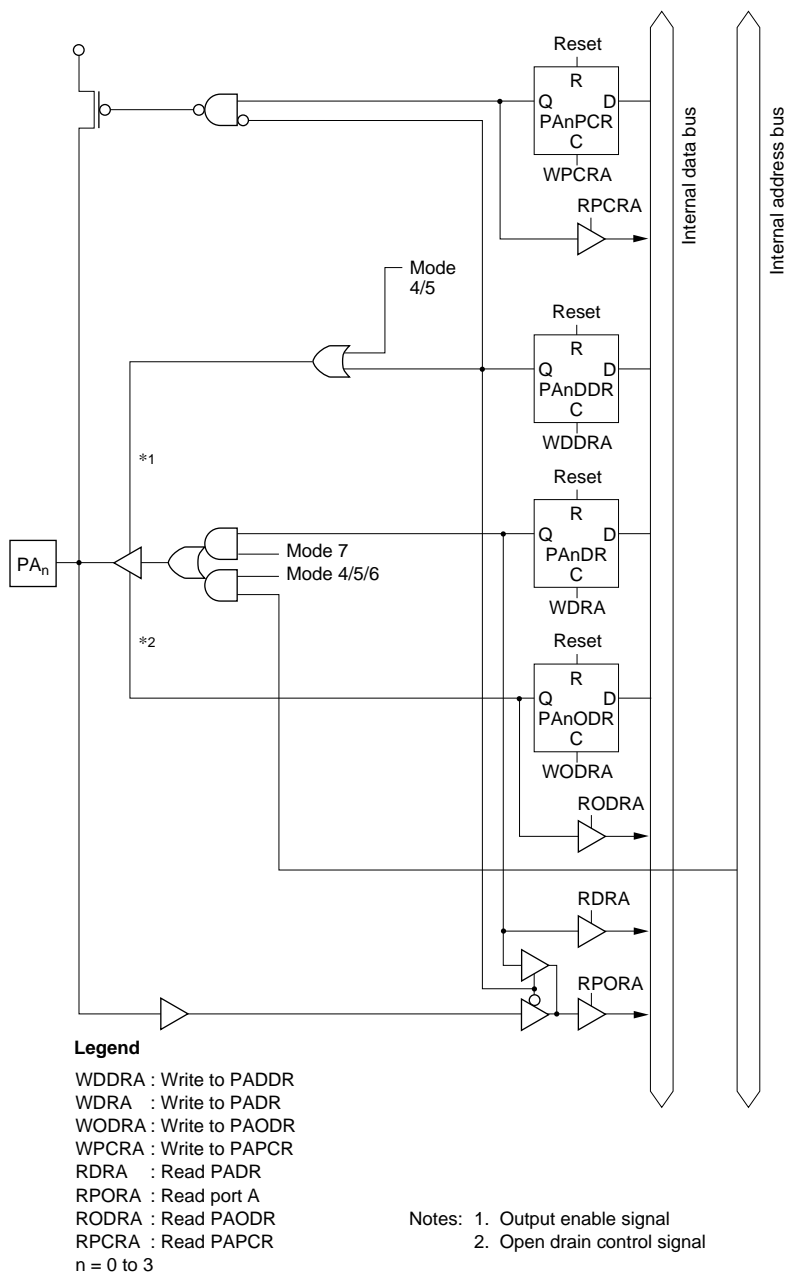 Reset
R
Q D
PAnPCR
C
WPCRA
RPCRA
Internal data bus
Internal address bus
Mode
4/5
Reset
R
Q D
PAnDDR
C
WDDRA
*1
Reset
R
Q D
PAnDR
C
WDRA
Mode 7
Mode 4/5/6
PAn
*2
Reset
R
Q D
PAnODR
C
WODRA
RODRA
RDRA
RPORA
Legend
WDDRA : Write to PADDR
WDRA : Write to PADR
WODRA : Write to PAODR
WPCRA : Write to PAPCR
RDRA : Read PADR
RPORA : Read port A
RODRA : Read PAODR
RPCRA : Read PAPCR
n = 0 to 3
Notes: 1. Output enable signal
2. Open drain control signal